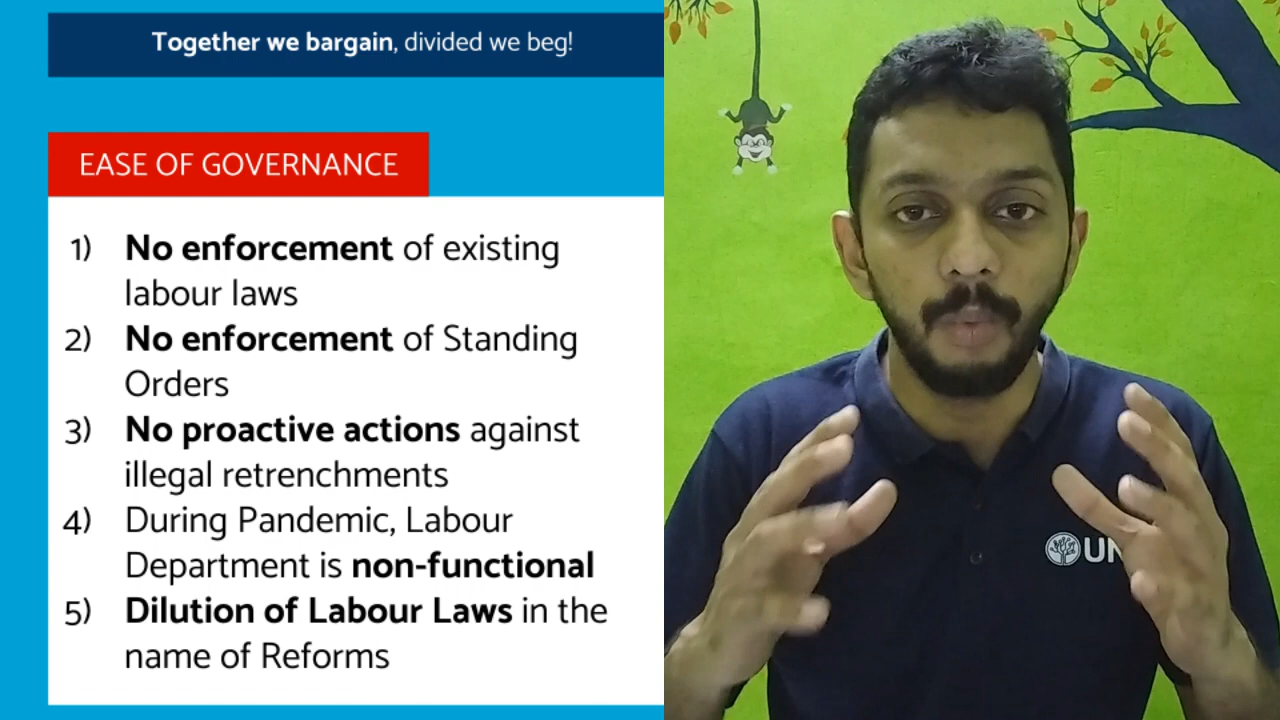 Together we bargain, divided we beg!
EASE OF GOVERNANCE
1) No enforcement of existing
labour laws
2) No enforcement of Standing
Orders
3) No proactive actions against
illegal retrenchments
4) During Pandemic, Labour
Department is non-functional
5) Dilution of Labour Laws in the
name of Reforms